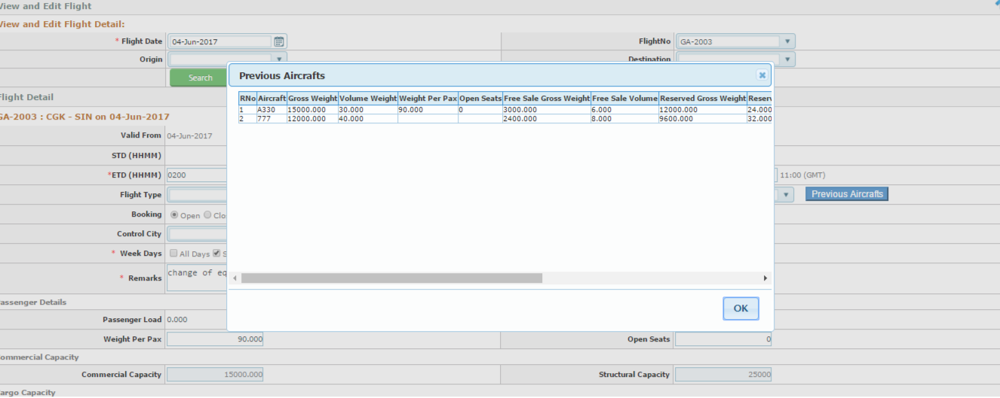 View and Edit Flight
View and Edit Flight Detail:
* Flight Date 04-Jun-2017 FlightNo GA-2003
Origin Destination
Search
Previous Aircrafts
RNo Aircraft Gross Weight Volume Weight Weight Per Pax Open Seats Free Sale Gross Weight Free Sale Volume Reserved Gross Weight Reserv
1 A330 15000.000 30.000 90.000 0 3000.000 6.000 12000.000 24.000
2 777 12000.000 40.000 2400.000 8.000 9600.000 32.000
Flight Detail
GA-2003 : CGK - SIN on 04-Jun-2017
Valid From 04-Jun-2017
STD (HHMM)
*ETD (HHMM) 0200 11:00 (GMT)
Flight Type Previous Aircrafts
Booking Open Clo
Control City
* Week Days All Days S
* Remarks change of eq
OK
Passenger Details
Passenger Load 0.000
Weight Per Pax 90.000 Open Seats 0
Commercial Capacity
Commercial Capacity 15000.000 Structural Capacity 25000
Cargo Capacity